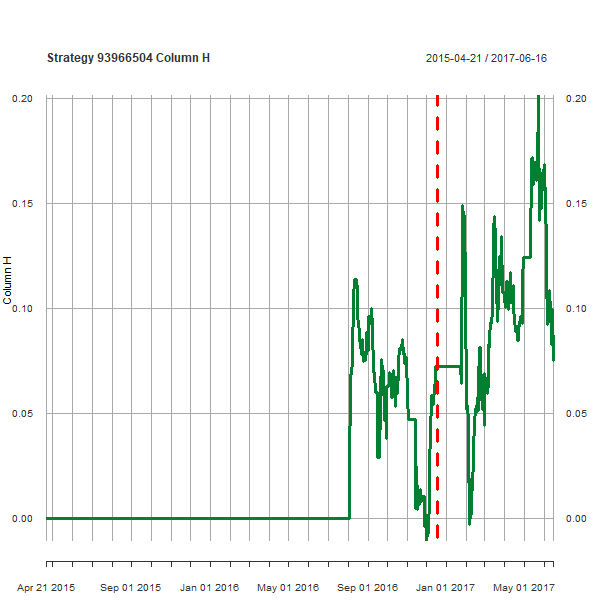 Strategy 93966504 Column H
2015-04-21 / 2017-06-16
0.20 0.20
0.15 0.15
0.10 0.10
0.05 0.05
0.00 0.00
Column H
Apr 21 2015 Sep 01 2015 Jan 01 2016 May 01 2016 Sep 01 2016 Jan 01 2017 May 01 2017